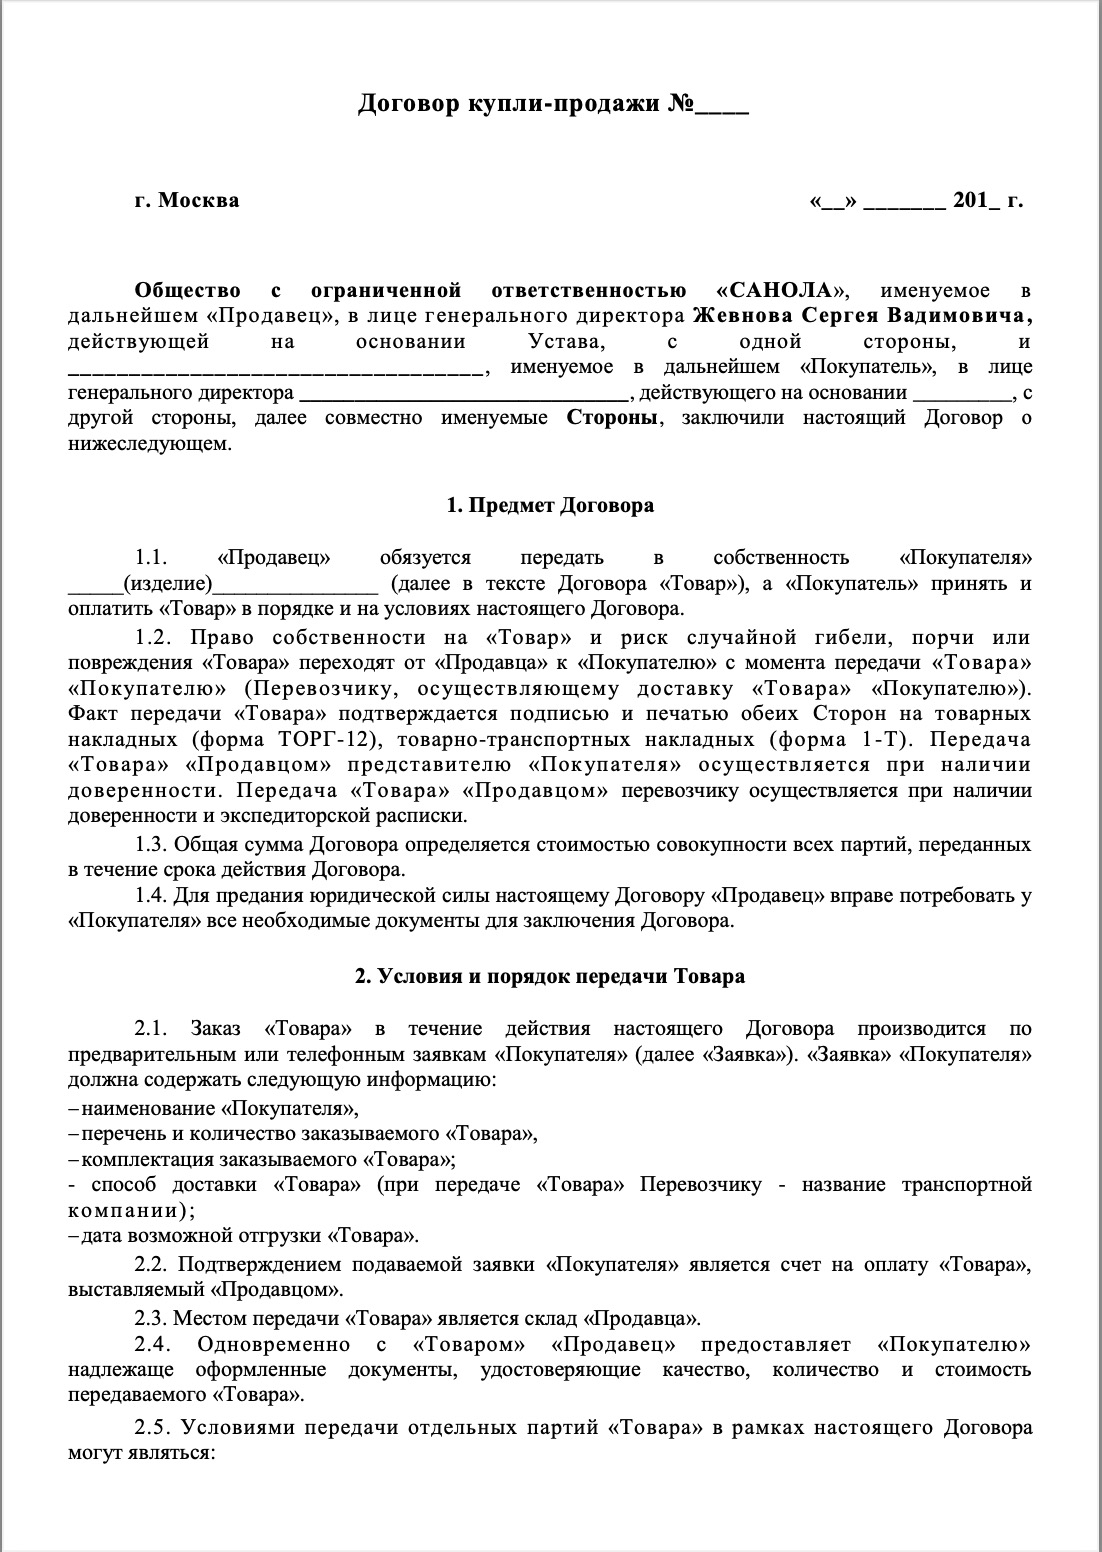 Договор купли-продажи №____
г. Москва «__» _______ 201_ г.
Общество с ограниченной ответственностью «САНОЛА», именуемое в
дальнейшем «Продавец», в лице генерального директора Жевнова Сергея Вадимовича,
действующей на основании Устава, с одной стороны, и
__________________________________, именуемое в дальнейшем «Покупатель», в лице
генерального директора ______________________________, действующего на основании _________, с
другой стороны, далее совместно именуемые Стороны, заключили настоящий Договор о
нижеследующем.
1. Предмет Договора
1.1. «Продавец» обязуется передать в собственность «Покупателя»
_____(изделие)_______________ (далее в тексте Договора «Товар»), а «Покупатель» принять и
оплатить «Товар» в порядке и на условиях настоящего Договора.
1.2. Право собственности на «Товар» и риск случайной гибели, порчи или
повреждения «Товара» переходят от «Продавца» к «Покупателю» с момента передачи «Товара»
«Покупателю» (Перевозчику, осуществляющему доставку «Товара» «Покупателю»).
Факт передачи «Товара» подтверждается подписью и печатью обеих Сторон на товарных
накладных (форма ТОРГ-12), товарно-транспортных накладных (форма 1-Т). Передача
«Товара» «Продавцом» представителю «Покупателя» осуществляется при наличии
доверенности. Передача «Товара» «Продавцом» перевозчику осуществляется при наличии
доверенности и экспедиторской расписки.
1.3. Общая сумма Договора определяется стоимостью совокупности всех партий, переданных
в течение срока действия Договора.
1.4. Для предания юридической силы настоящему Договору «Продавец» вправе потребовать у
«Покупателя» все необходимые документы для заключения Договора.
2. Условия и порядок передачи Товара
2.1. Заказ «Товара» в течение действия настоящего Договора производится по
предварительным или телефонным заявкам «Покупателя» (далее «Заявка»). «Заявка» «Покупателя»
должна содержать следующую информацию:
–наименование «Покупателя»,
–перечень и количество заказываемого «Товара»,
–комплектация заказываемого «Товара»;
- способ доставки «Товара» (при передаче «Товара» Перевозчику - название транспортной
компании);
–дата возможной отгрузки «Товара».
2.2. Подтверждением подаваемой заявки «Покупателя» является счет на оплату «Товара»,
выставляемый «Продавцом».
2.3. Местом передачи «Товара» является склад «Продавца».
2.4. Одновременно с «Товаром» «Продавец» предоставляет «Покупателю»
надлежаще оформленные документы, удостоверяющие качество, количество и стоимость
передаваемого «Товара».
2.5. Условиями передачи отдельных партий «Товара» в рамках настоящего Договора
могут являться: